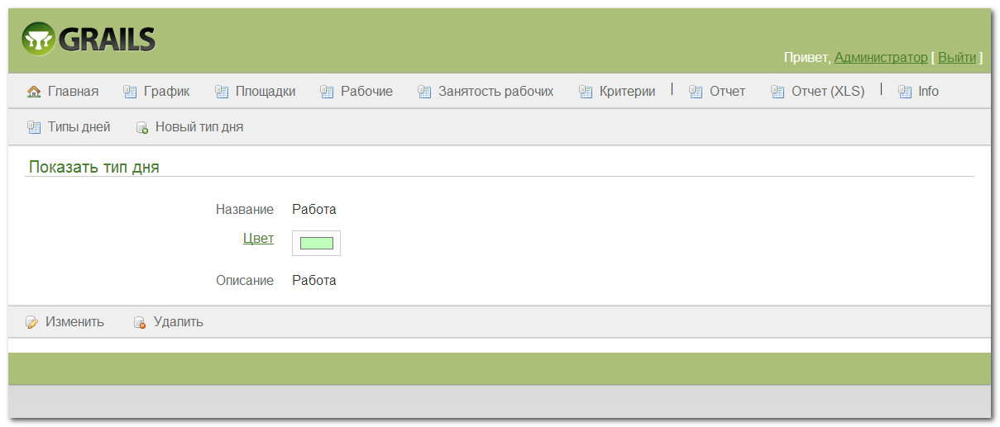 GRAILS
Привет, Администратор [ Выйти ]
Главная График Площадки Рабочие Занятость рабочих Критерии | Отчет Отчет (XLS) | Info
Типы дней Новый тип дня
Показать тип дня
Название Работа
Цвет
Описание Работа
Изменить Удалить